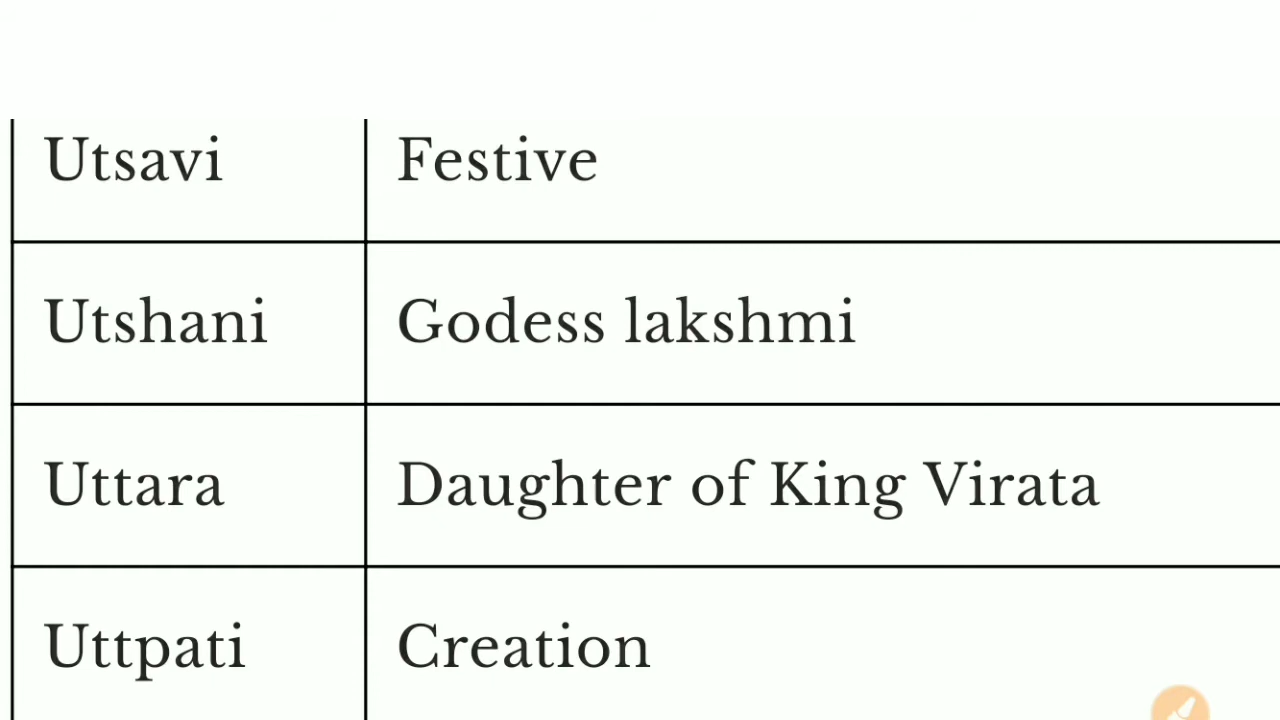 Utsavi Festive
Utshani Godess lakshmi
Uttara Daughter of King Virata
Uttpati Creation